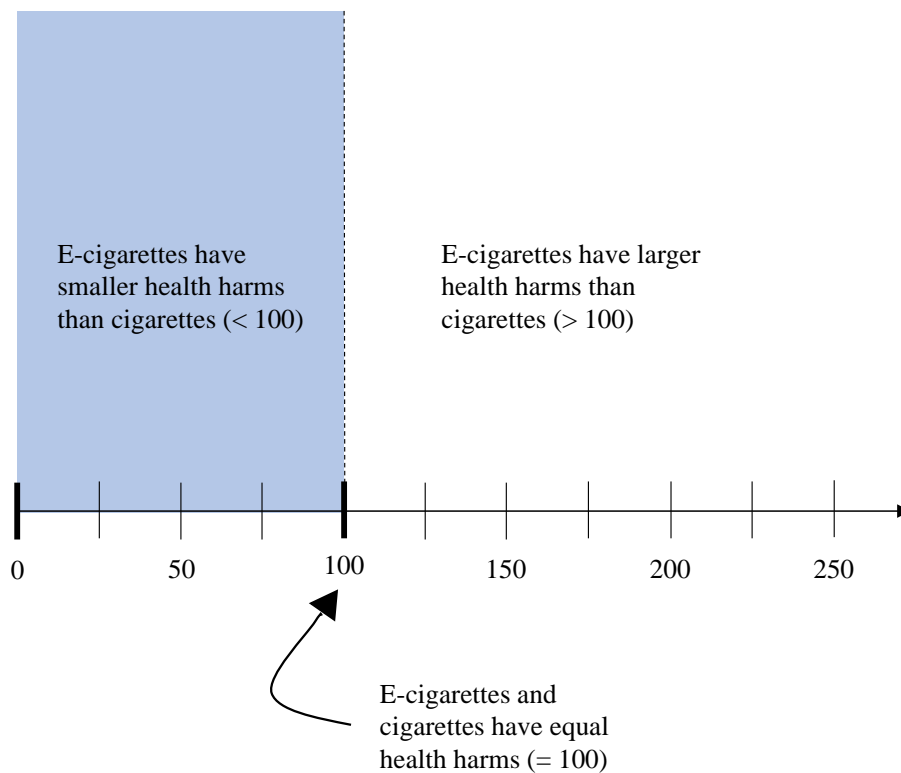 E-cigarettes have
smaller health harms
than cigarettes (< 100)
E-cigarettes have larger
health harms than
cigarettes (> 100)
0 50 100 150 200 250
E-cigarettes and
cigarettes have equal
health harms (= 100)